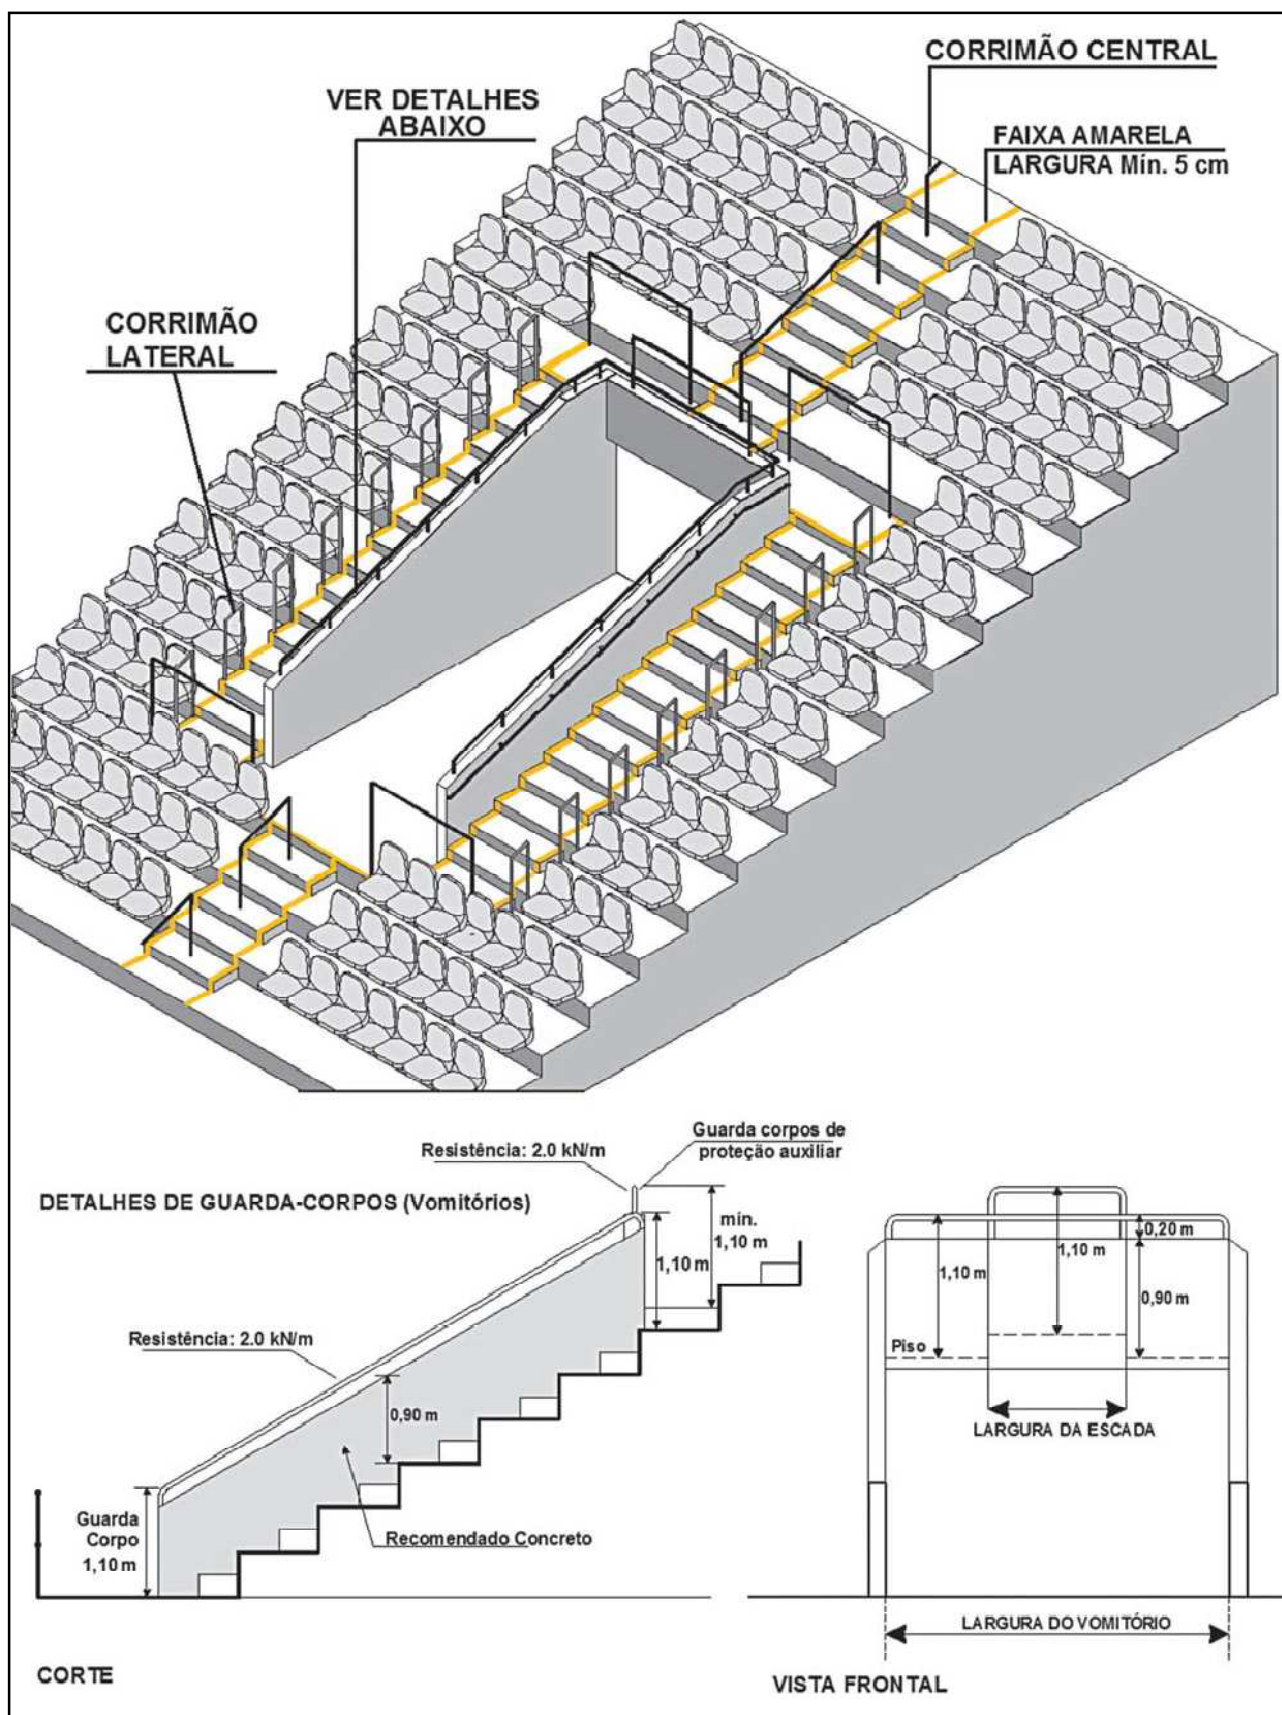 CORRIMÃO CENTRAL
VER DETALHES
ABAIXO
FAIXA AMARELA
LARGURA Mín. 5 cm
CORRIMÃO
LATERAL
Guarda corpos de
proteção auxiliar
Resistência: 2.0 kN/m
DETALHES DE GUARDA-CORPOS (Vomitórios)
mín.
1,10 m
1,10 m
0,20 m
1,10 m
1,10 m
0,90 m
Resistência: 2.0 kN/m
Piso
0,90 m
LARGURA DA ESCADA
Guarda
Corpo
1,10 m
Recomendado Concreto
LARGURA DO VOMITÓRIO
CORTE
VISTA FRONTAL